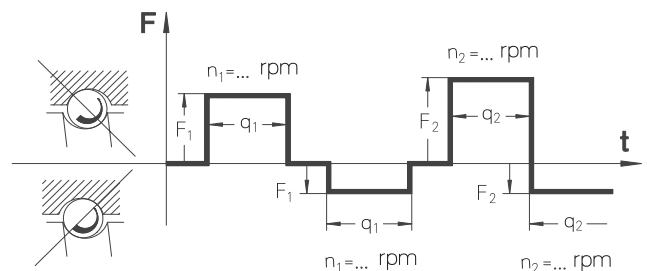 F
n₁=... rpm
n₂=... rpm
F₁
q₁
F₂
q₂
t
F₁
F₂
q₁
q₂
n₁=... rpm
n₂=... rpm